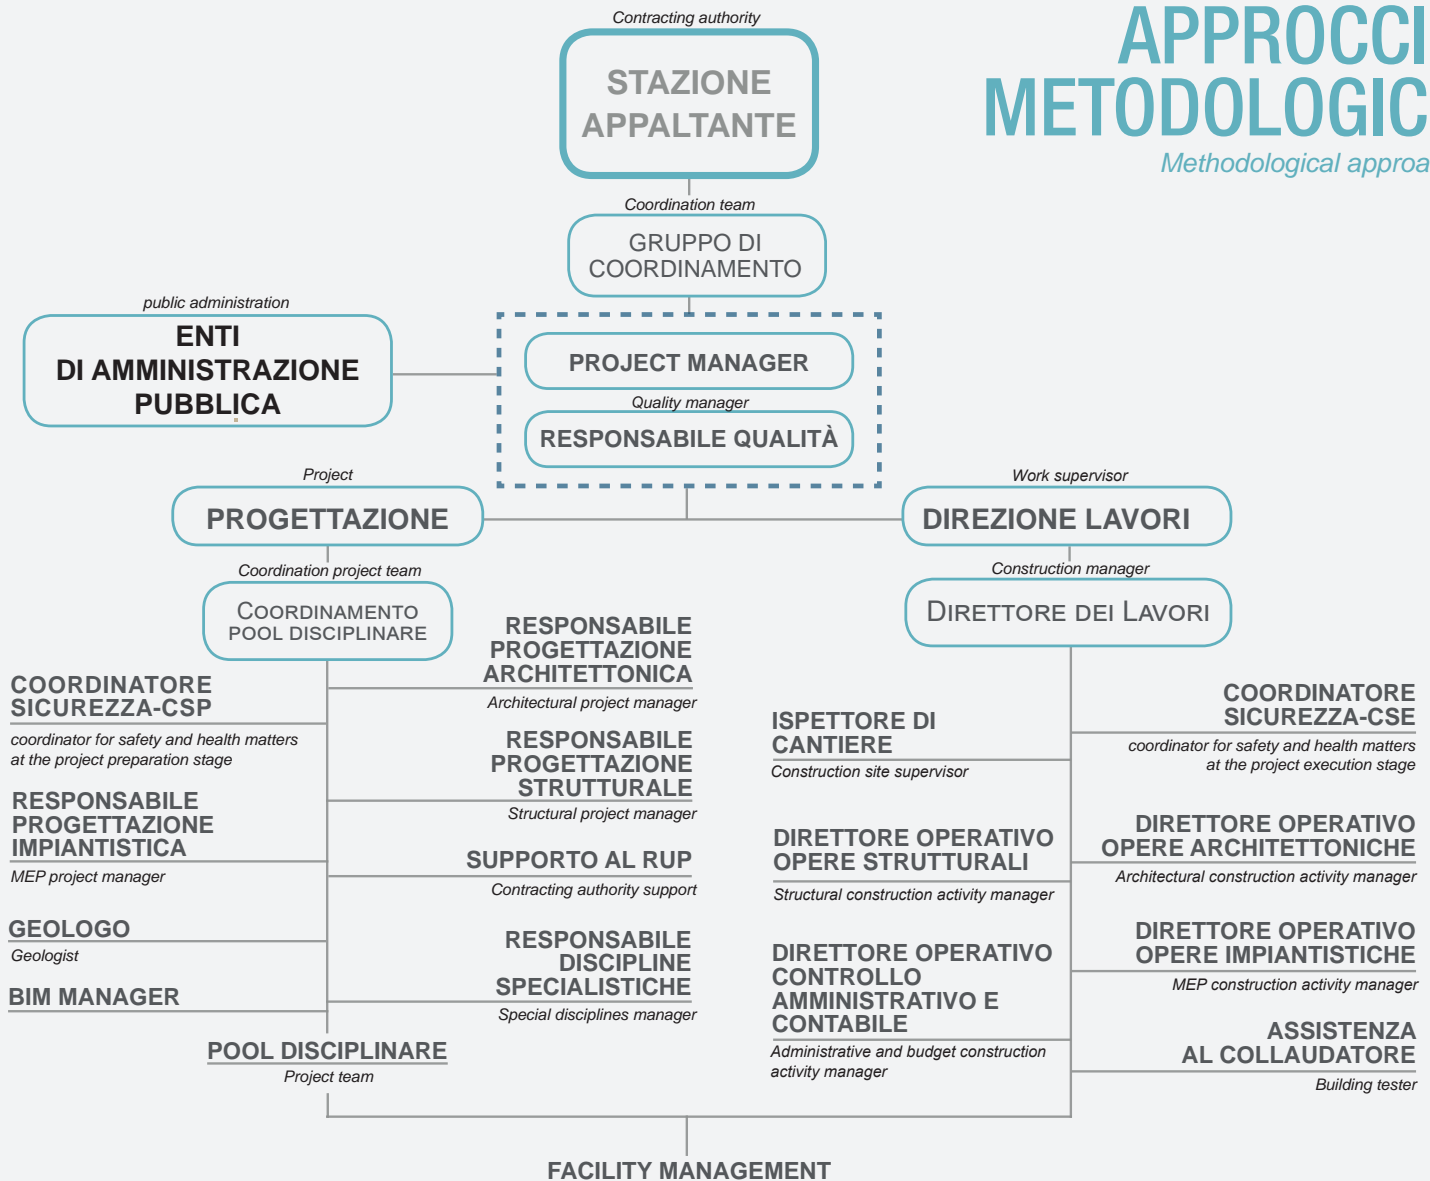 APPROCCI
METODOLOGIC
Methodological approa
Contracting authority
STAZIONE
APPALTANTE
Coordination team
GRUPPO DI
COORDINAMENTO
public administration
ENTI
DI AMMINISTRAZIONE
PUBBLICA
PROJECT MANAGER
Quality manager
RESPONSABILE QUALITÀ
Project
PROGETTAZIONE
Work supervisor
DIREZIONE LAVORI
Coordination project team
COORDINAMENTO
POOL DISCIPLINARE
Construction manager
DIRETTORE DEI LAVORI
COORDINATORE
SICUREZZA-CSP
coordinator for safety and health matters
at the project preparation stage
RESPONSABILE
PROGETTAZIONE
IMPIANTISTICA
MEP project manager
GEOLOGO
Geologist
BIM MANAGER
RESPONSABILE
PROGETTAZIONE
ARCHITETTONICA
Architectural project manager
RESPONSABILE
PROGETTAZIONE
STRUTTURALE
Structural project manager
SUPPORTO AL RUP
Contracting authority support
RESPONSABILE
DISCIPLINE
SPECIALISTICHE
Special disciplines manager
POOL DISCIPLINARE
Project team
ISPETTORE DI
CANTIERE
Construction site supervisor
DIRETTORE OPERATIVO
OPERE STRUTTURALI
Structural construction activity manager
DIRETTORE OPERATIVO
CONTROLLO
AMMINISTRATIVO E
CONTABILE
Administrative and budget construction
activity manager
COORDINATORE
SICUREZZA-CSE
coordinator for safety and health matters
at the project execution stage
DIRETTORE OPERATIVO
OPERE ARCHITETTONICHE
Architectural construction activity manager
DIRETTORE OPERATIVO
OPERE IMPIANTISTICHE
MEP construction activity manager
ASSISTENZA
AL COLLAUDATORE
Building tester
FACILITY MANAGEMENT